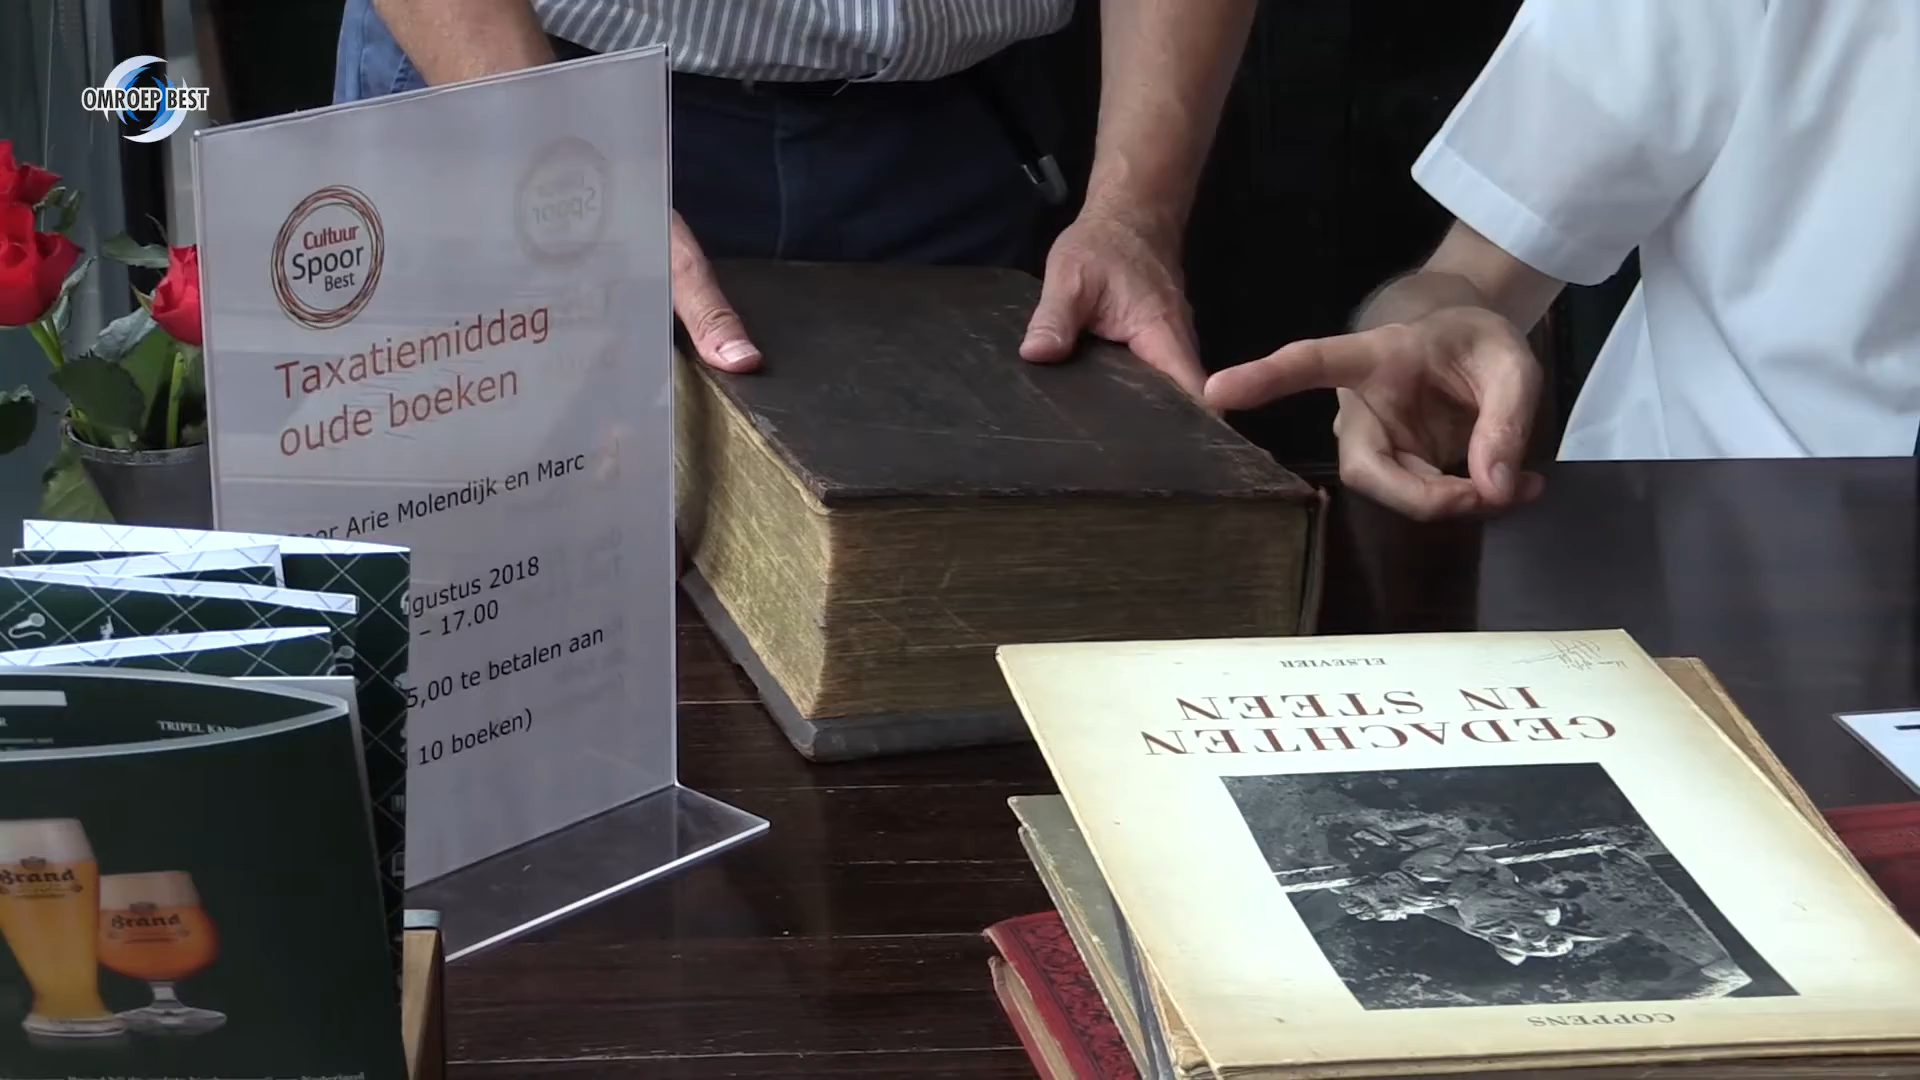 OMROEP BEST
Cultuur
Spoor
Best
Taxatiemiddag
oude boeken
Arie Molendijk en Marc
gustus 2018
– 17.00
5,00 te betalen aan
10 boeken)
TRIPEL
Brand
Brand
ELSEVIER
GEDACHTEN
IN STEEN
COPPENS